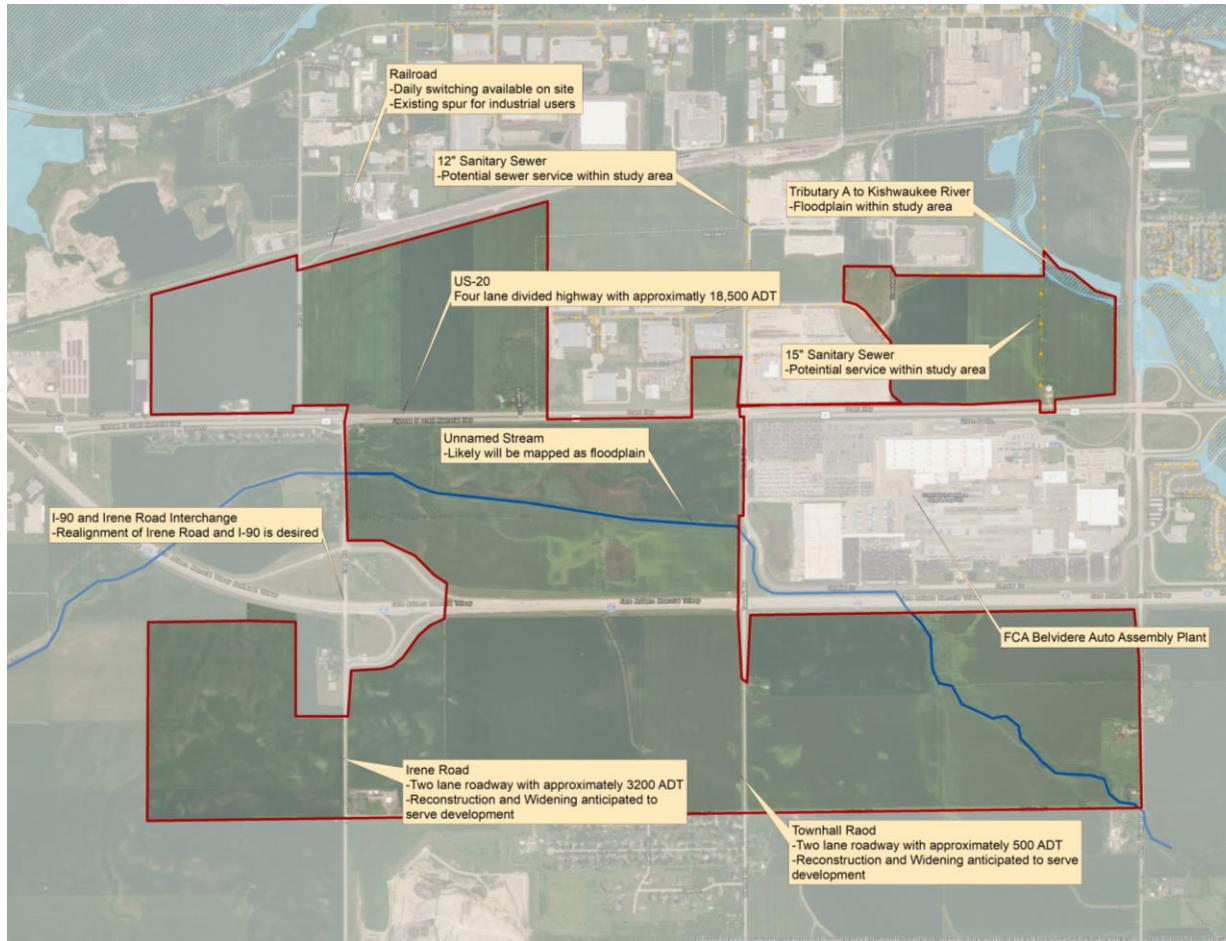 Railroad
-Daily switching available on site
-Existing spur for industrial users
12" Sanitary Sewer
-Potential sewer service within study area
Tributary A to Kishwaukee River
-Floodplain within study area
US-20
Four lane divided highway with approximatly 18,500 ADT
15" Sanitary Sewer
-Poteintial service within study area
Unnamed Stream
-Likely will be mapped as floodplain
I-90 and Irene Road Interchange
-Realignment of Irene Road and I-90 is desired
FCA Belvidere Auto Assembly Plant
Irene Road
-Two lane roadway with approximately 3200 ADT
-Reconstruction and Widening anticipated to
serve development
Townhall Raod
-Two lane roadway with approximately 500 ADT
-Reconstruction and Widening anticipated to serve
development